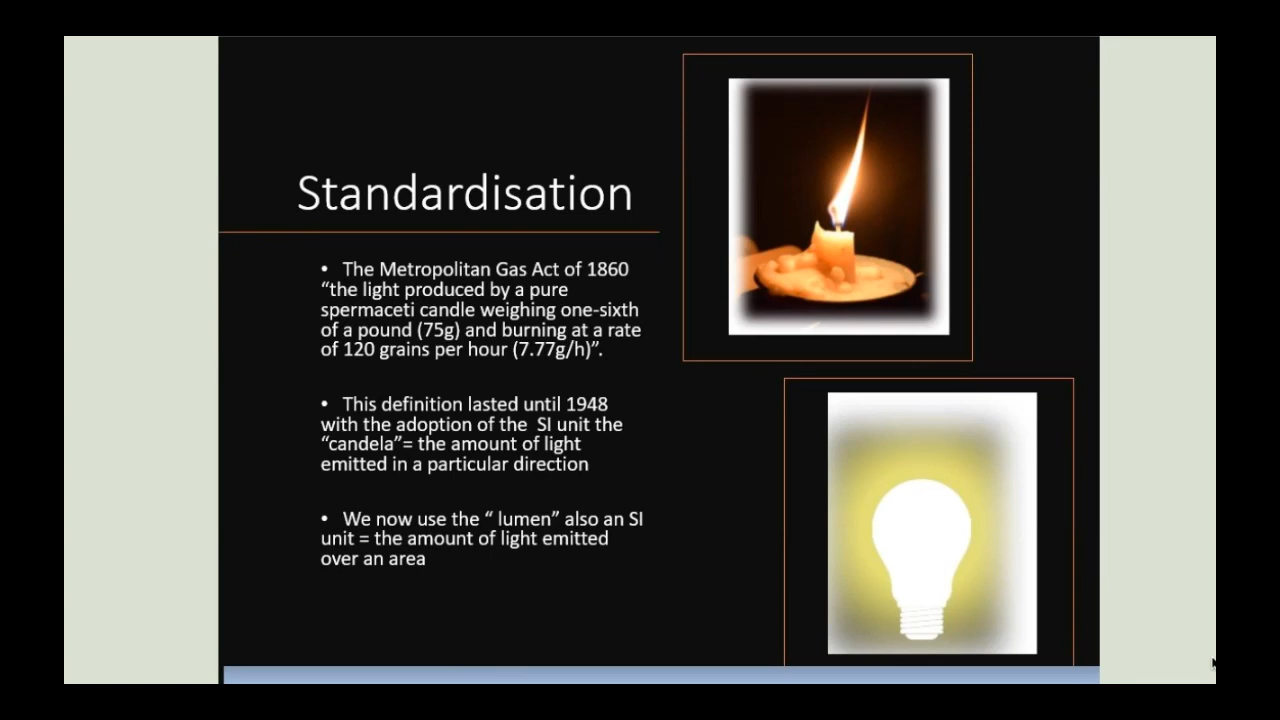 Standardisation
• The Metropolitan Gas Act of 1860
“the light produced by a pure
spermaceti candle weighing one-sixth
of a pound (75g) and burning at a rate
of 120 grains per hour (7.77g/h)”.
• This definition lasted until 1948
with the adoption of the  SI unit the
“candela”= the amount of light
emitted in a particular direction
• We now use the “ lumen” also an SI
unit = the amount of light emitted
over an area